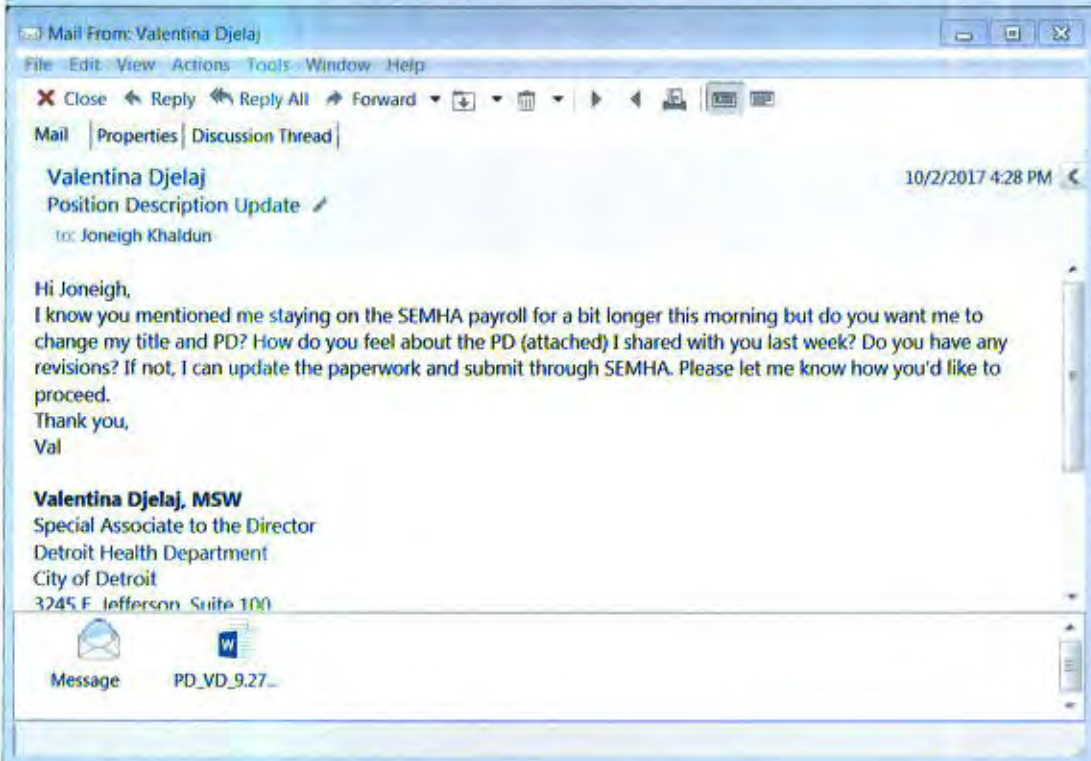 Mail From: Valentina Djelaj
File Edit View Actions Tools Window Help
Close Reply Reply All Forward
Mail Properties Discussion Thread
Valentina Djelaj 10/2/2017 4:28 PM
Position Description Update
to: Joneigh Khaldun
Hi Joneigh,
I know you mentioned me staying on the SEMHA payroll for a bit longer this morning but do you want me to
change my title and PD? How do you feel about the PD (attached) I shared with you last week? Do you have any
revisions? If not, I can update the paperwork and submit through SEMHA. Please let me know how you'd like to
proceed.
Thank you,
Val
Valentina Djelaj, MSW
Special Associate to the Director
Detroit Health Department
City of Detroit
3245 E. Jefferson, Suite 100
W
Message PD_VD_9.27...